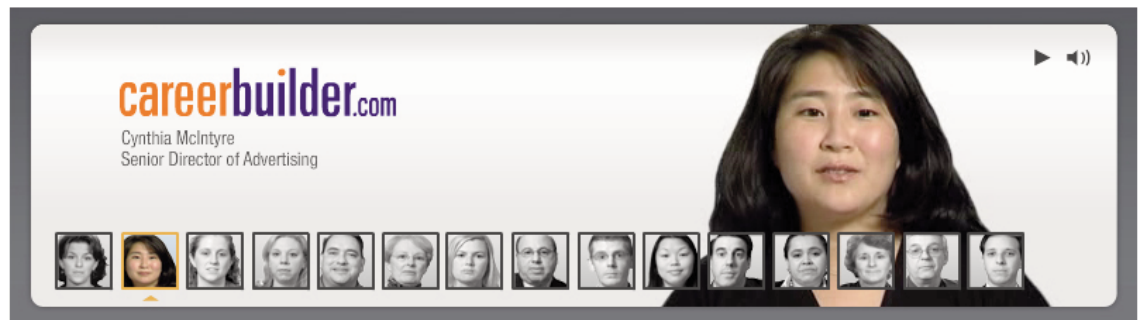 careerbuilder.com
Cynthia McIntyre
Senior Director of Advertising